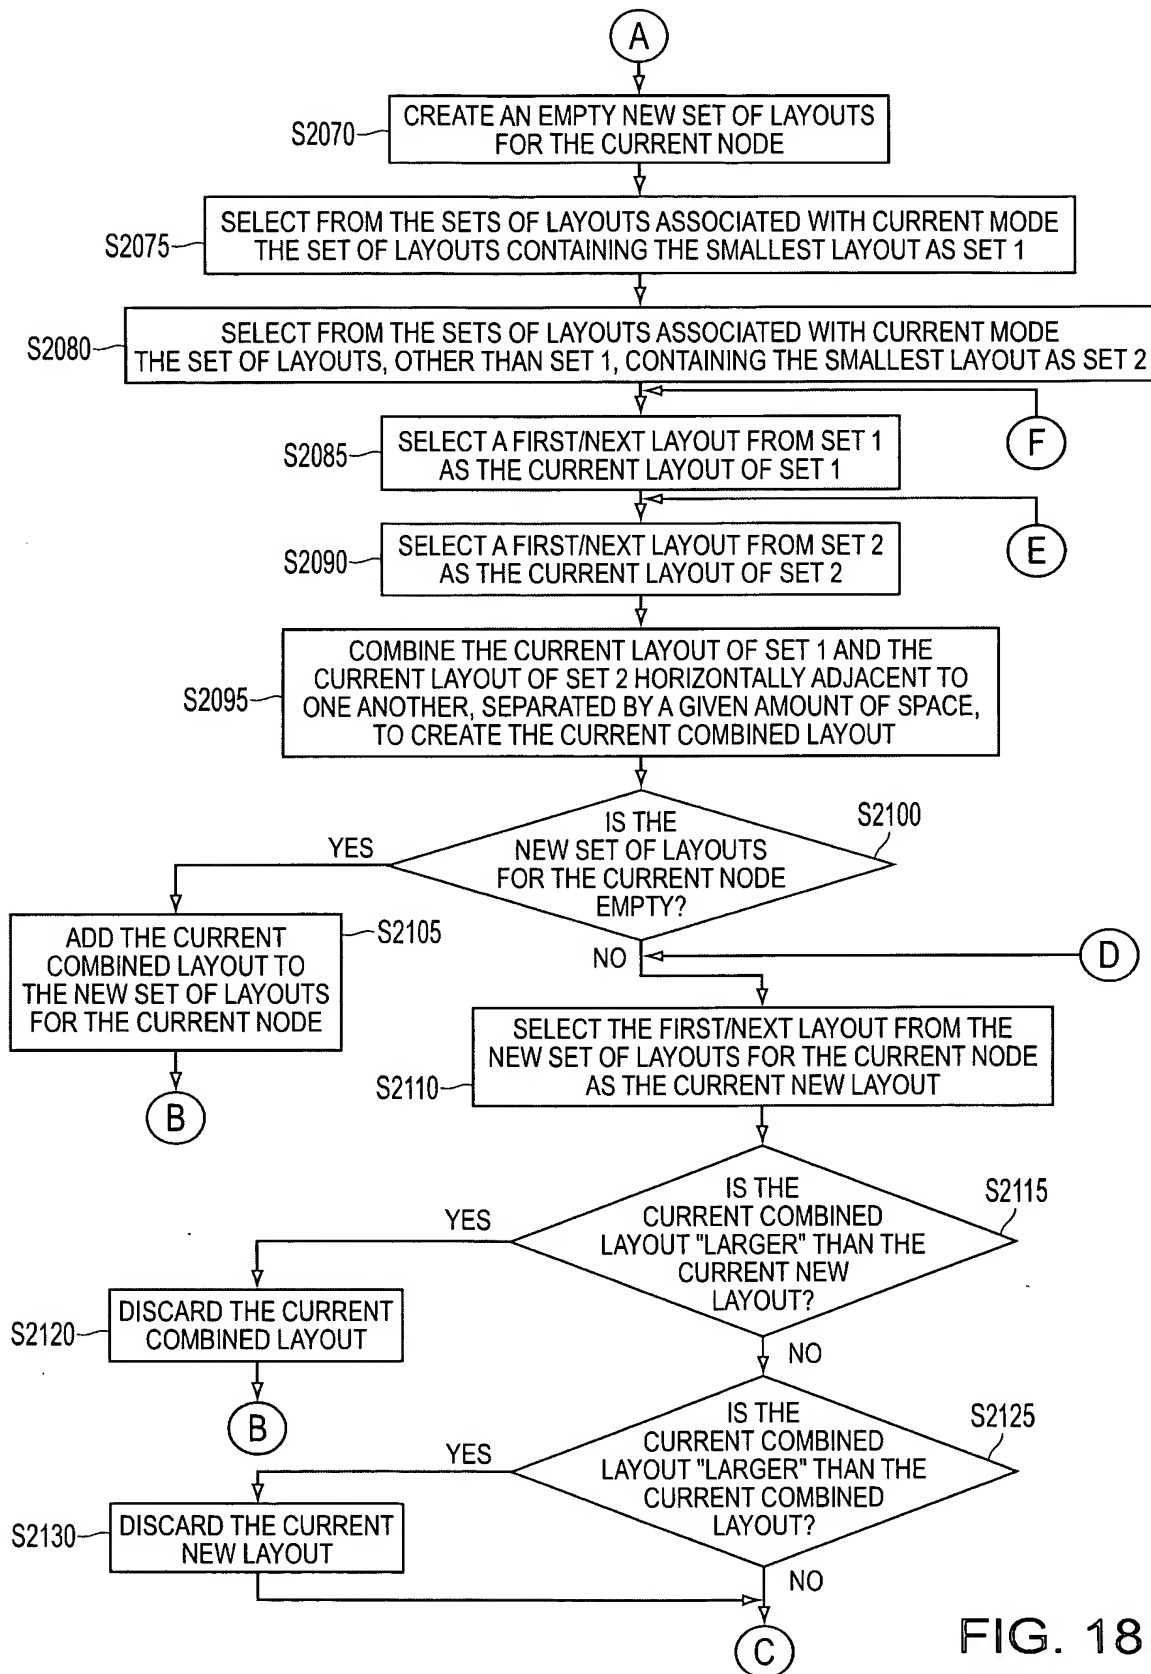 A
S2070
CREATE AN EMPTY NEW SET OF LAYOUTS
FOR THE CURRENT NODE
S2075
SELECT FROM THE SETS OF LAYOUTS ASSOCIATED WITH CURRENT MODE
THE SET OF LAYOUTS CONTAINING THE SMALLEST LAYOUT AS SET 1
S2080
SELECT FROM THE SETS OF LAYOUTS ASSOCIATED WITH CURRENT MODE
THE SET OF LAYOUTS, OTHER THAN SET 1, CONTAINING THE SMALLEST LAYOUT AS SET 2
F
S2085
SELECT A FIRST/NEXT LAYOUT FROM SET 1
AS THE CURRENT LAYOUT OF SET 1
E
S2090
SELECT A FIRST/NEXT LAYOUT FROM SET 2
AS THE CURRENT LAYOUT OF SET 2
S2095
COMBINE THE CURRENT LAYOUT OF SET 1 AND THE
CURRENT LAYOUT OF SET 2 HORIZONTALLY ADJACENT TO
ONE ANOTHER, SEPARATED BY A GIVEN AMOUNT OF SPACE,
TO CREATE THE CURRENT COMBINED LAYOUT
S2100
IS THE
NEW SET OF LAYOUTS
FOR THE CURRENT NODE
EMPTY?
YES
NO
S2105
ADD THE CURRENT
COMBINED LAYOUT TO
THE NEW SET OF LAYOUTS
FOR THE CURRENT NODE
B
D
S2110
SELECT THE FIRST/NEXT LAYOUT FROM THE
NEW SET OF LAYOUTS FOR THE CURRENT NODE
AS THE CURRENT NEW LAYOUT
S2115
IS THE
CURRENT COMBINED
LAYOUT "LARGER" THAN THE
CURRENT NEW
LAYOUT?
YES
NO
S2120
DISCARD THE CURRENT
COMBINED LAYOUT
B
S2125
IS THE
CURRENT COMBINED
LAYOUT "LARGER" THAN THE
CURRENT COMBINED
LAYOUT?
YES
NO
S2130
DISCARD THE CURRENT
NEW LAYOUT
C
FIG. 18